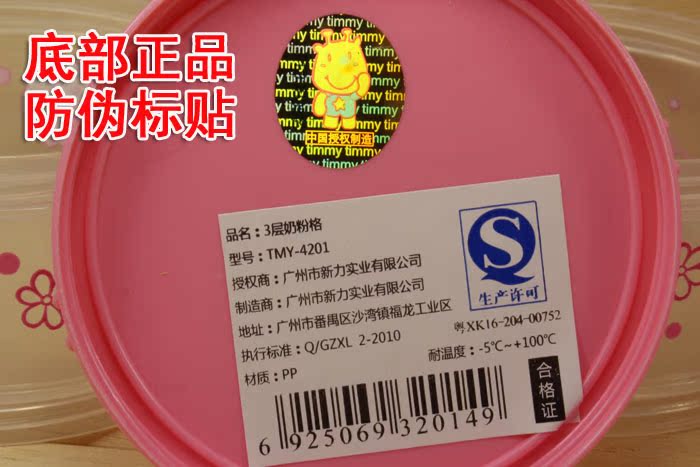 底部正品
防伪标贴
timmy timmy
timmy
中国授权制造
timmy timmy
品名：3层奶粉格
型号：TMY-4201
授权商：广州市新力实业有限公司
制造商：广州市新力实业有限公司
地址：广州市番禺区沙湾镇福龙工业区
执行标准：Q/GZXL 2-2010
材质：PP
S
生产许可
粤XK16-204-00752
耐温度：-5℃~+100℃
合格证
6 925069 320149